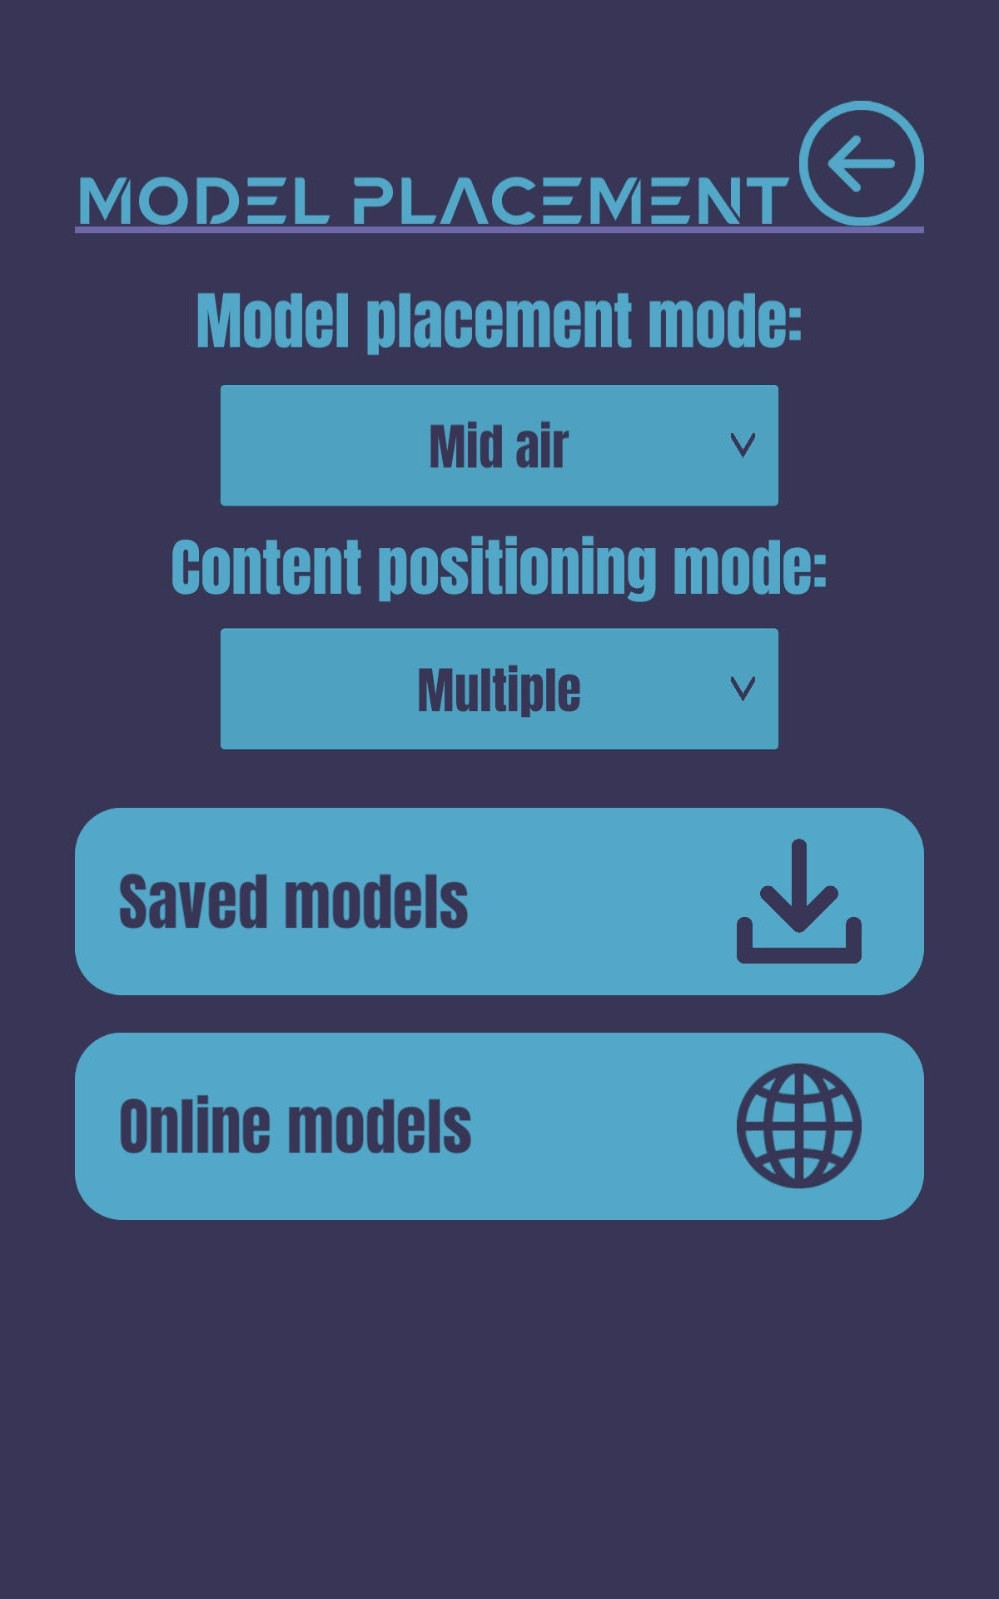 MODEL PLACEMENT
Model placement mode:
Mid air
Content positioning mode:
Multiple
Saved models
Online models